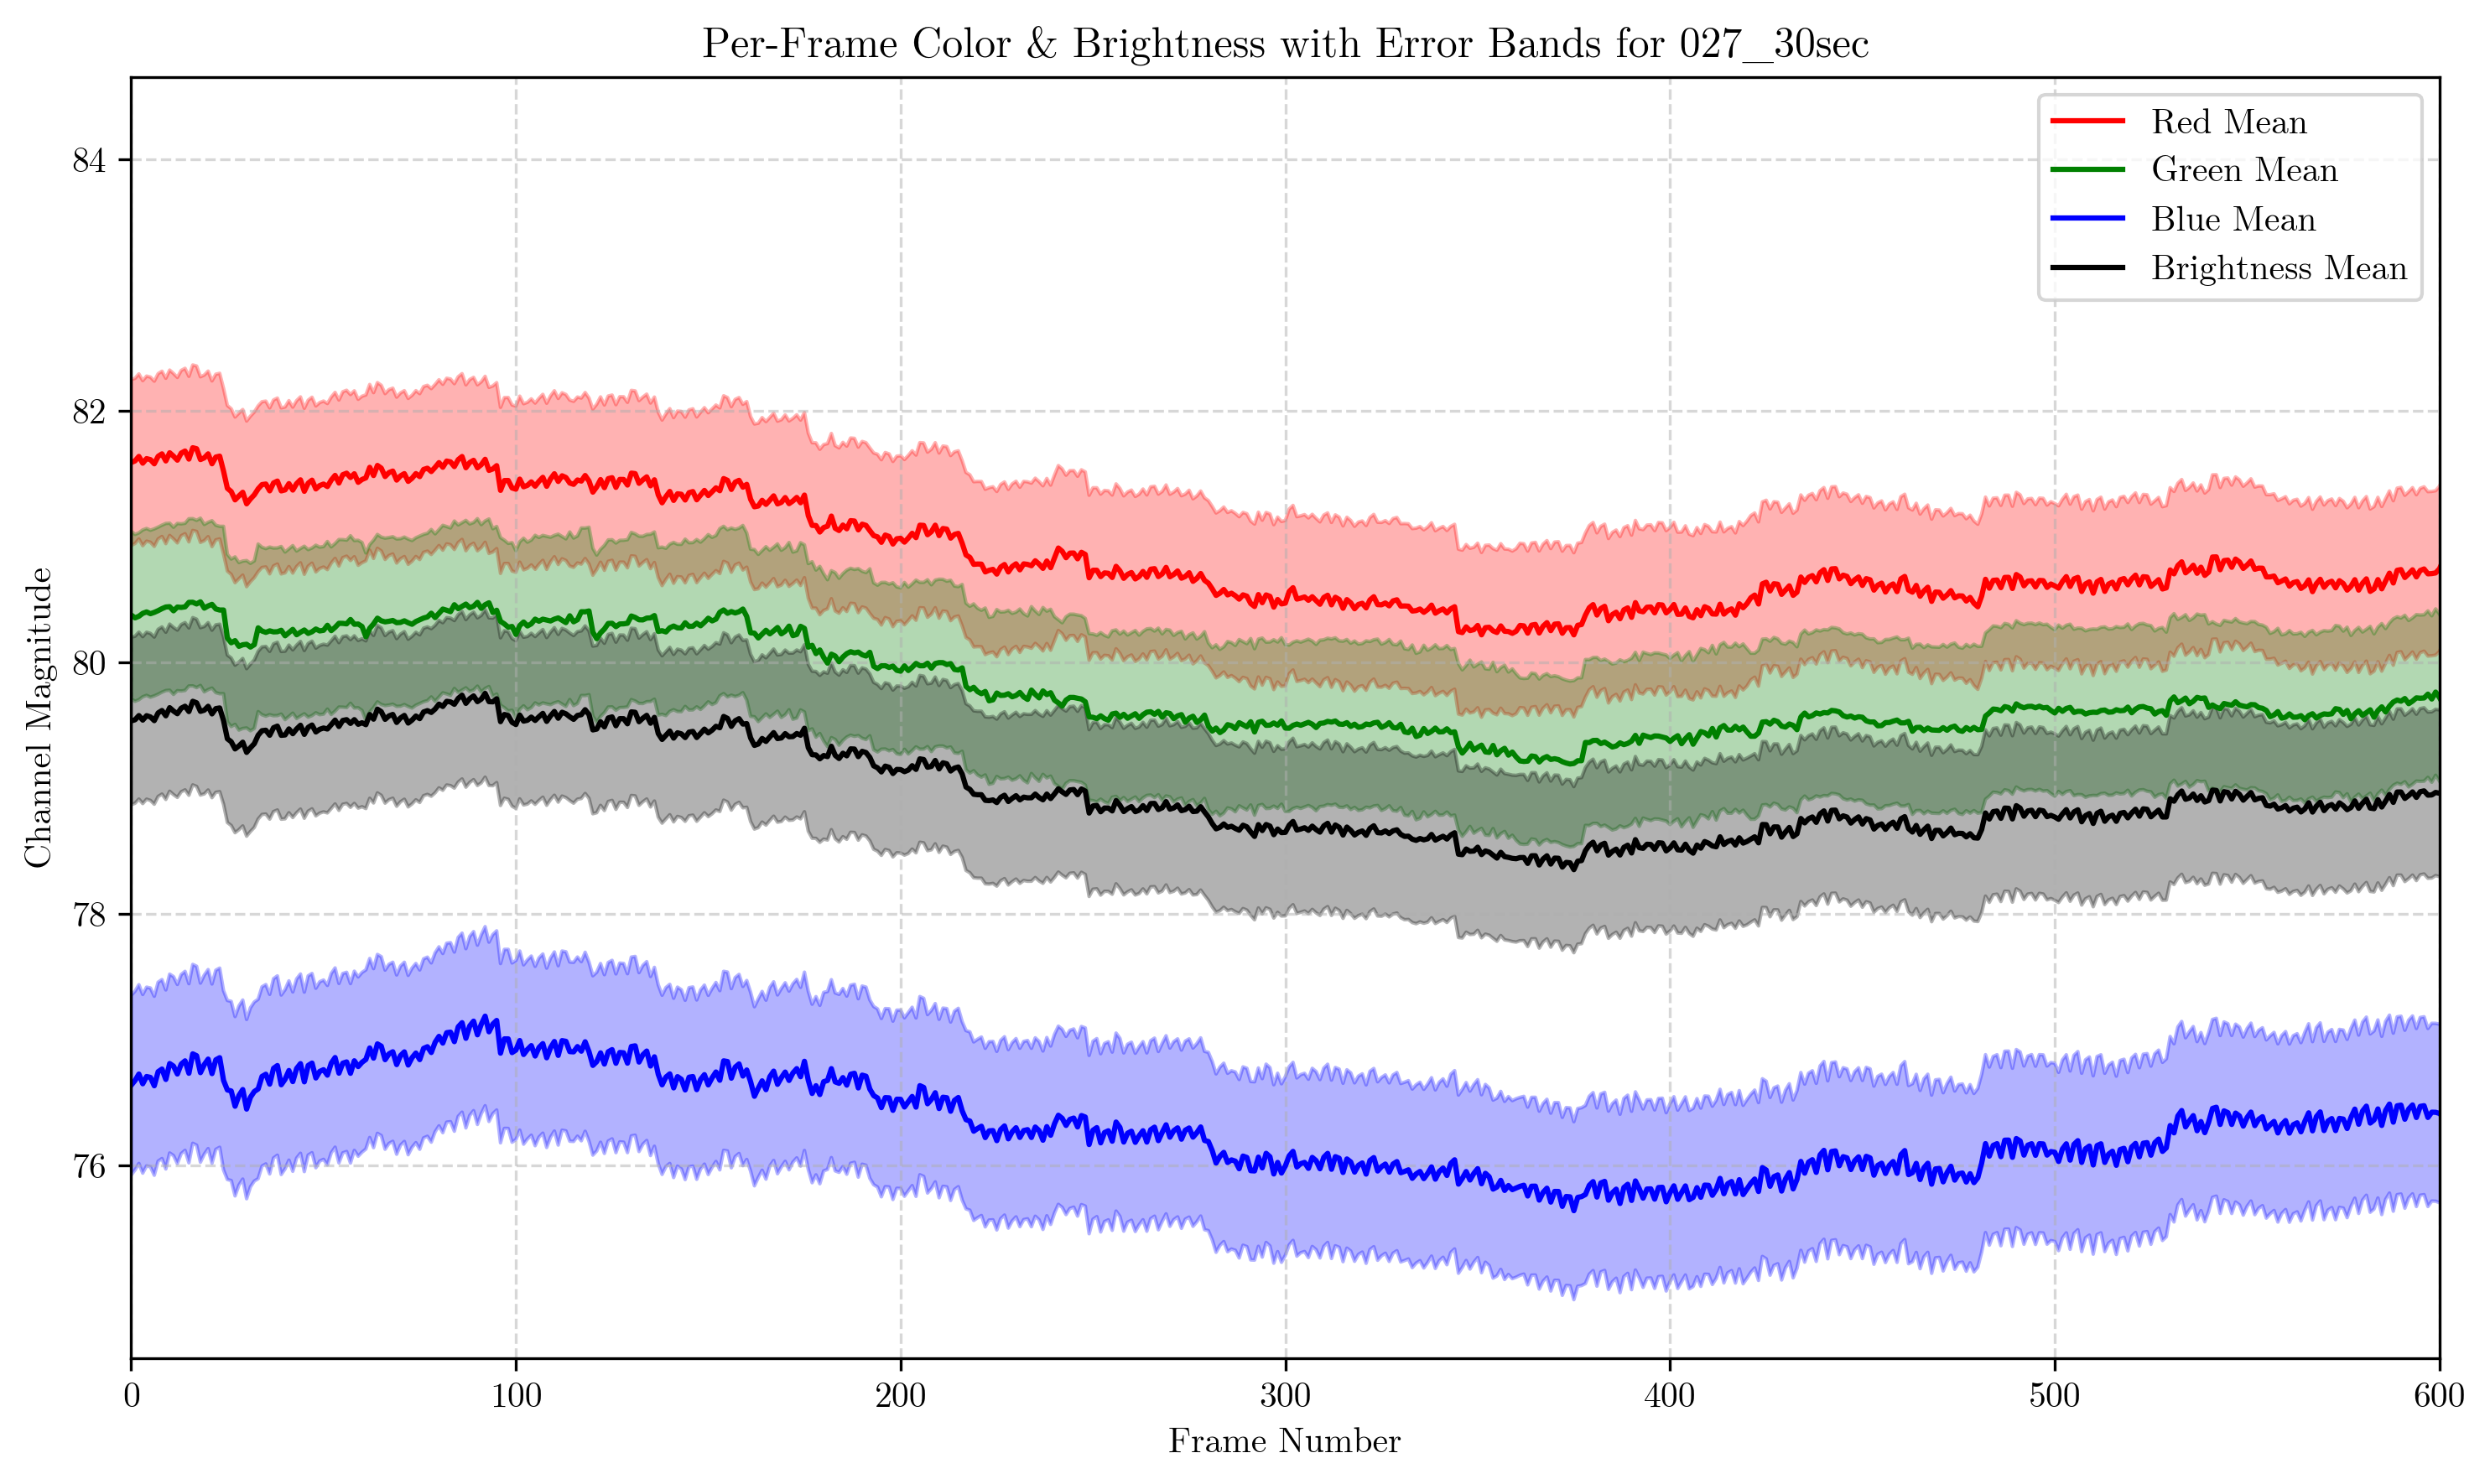 Per-Frame Color & Brightness with Error Bands for 027_30sec
Red Mean
Green Mean
Blue Mean
Brightness Mean
Channel Magnitude
84
82
80
78
76
0 100 200 300 400 500 600
Frame Number